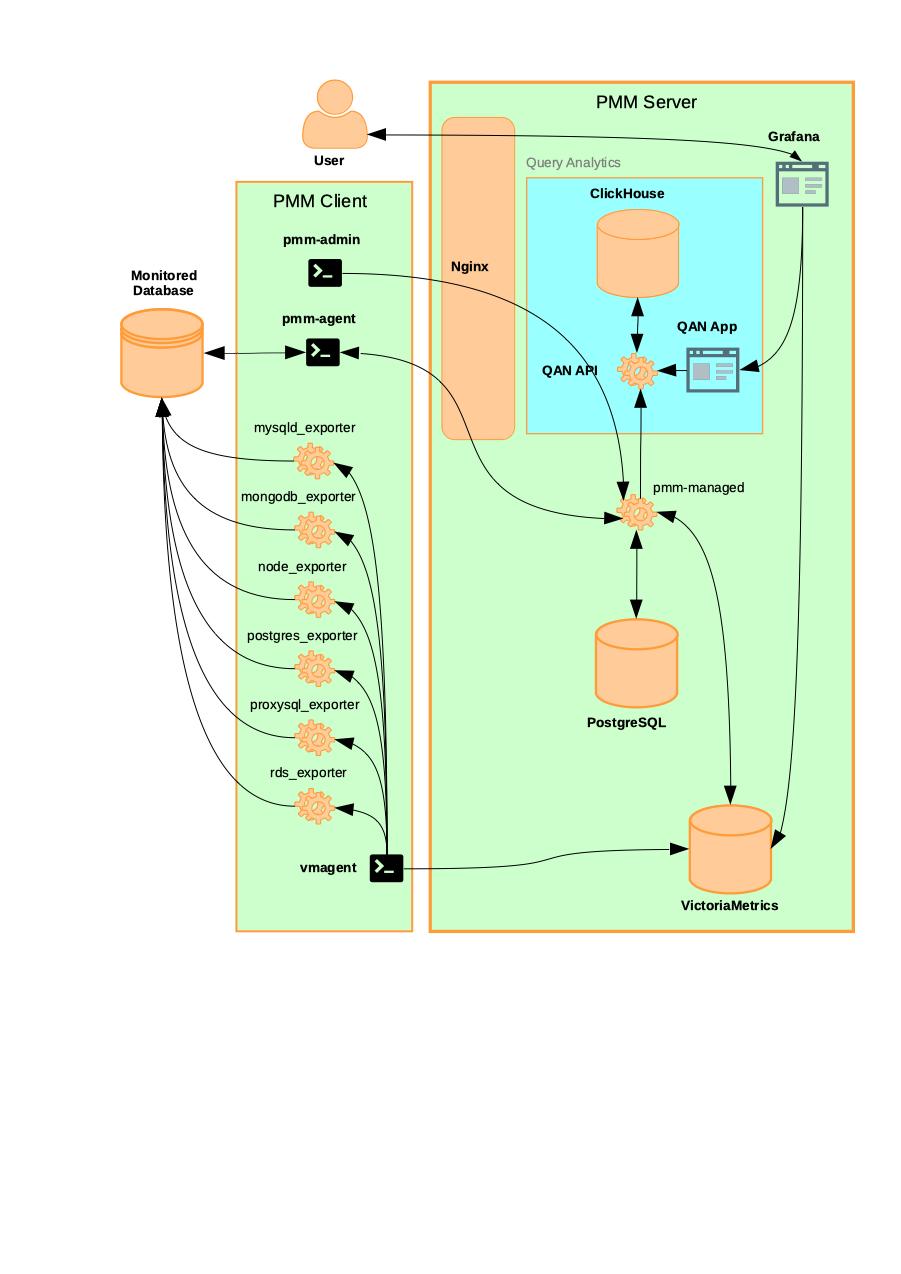 PMM Server
Grafana
User
Query Analytics
PMM Client
ClickHouse
pmm-admin
Nginx
Monitored
Database
pmm-agent
QAN App
QAN API
mysqld_exporter
mongodb_exporter
pmm-managed
node_exporter
postgres_exporter
proxysql_exporter
PostgreSQL
rds_exporter
vmagent
VictoriaMetrics